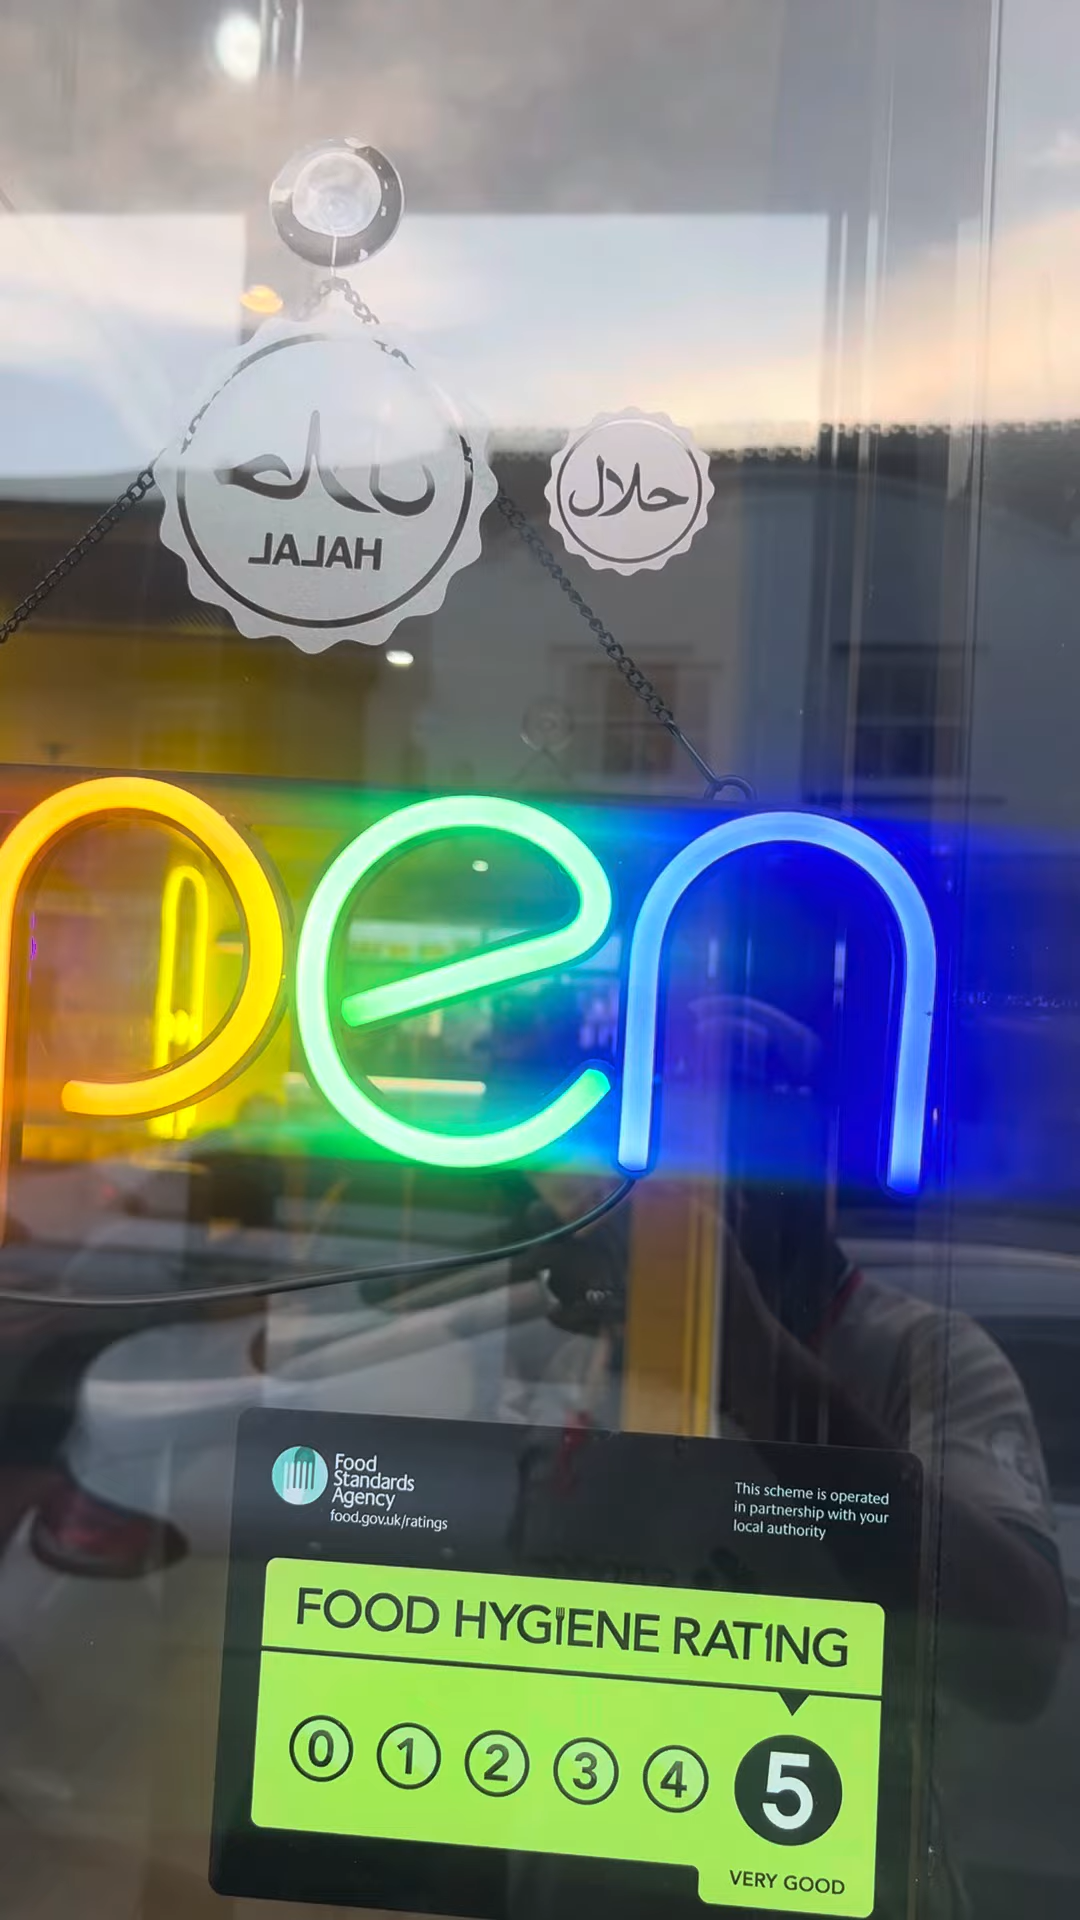 حلال
HALAL
حلال
pen
Food
Standards
Agency
food.gov.uk/ratings
This scheme is operated
in partnership with your
local authority
FOOD HYGIENE RATING
0 1 2 3 4 5
VERY GOOD